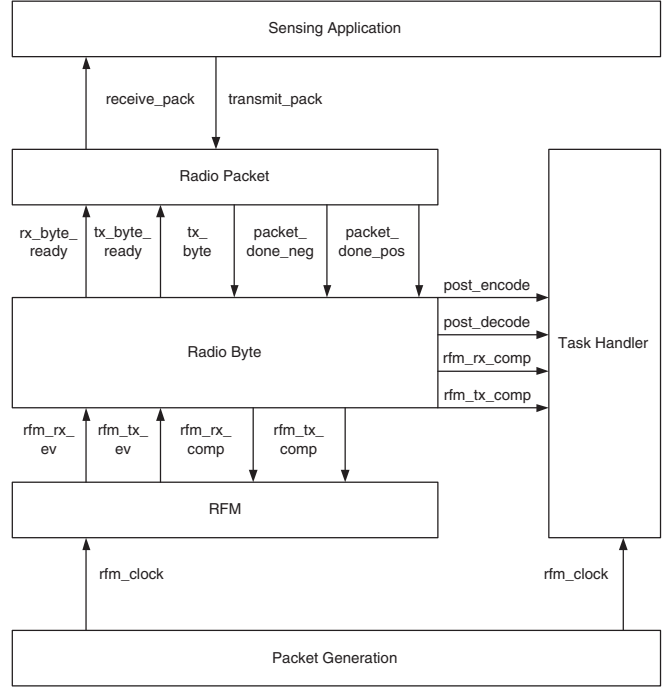 Sensing Application
receive_pack
transmit_pack
Radio Packet
rx_byte_
ready
tx_byte_
ready
tx_
byte
packet_
done_neg
packet_
done_pos
post_encode
post_decode
rfm_rx_comp
rfm_tx_comp
Radio Byte
Task Handler
rfm_rx_
ev
rfm_tx_
ev
rfm_rx_
comp
rfm_tx_
comp
RFM
rfm_clock
rfm_clock
Packet Generation